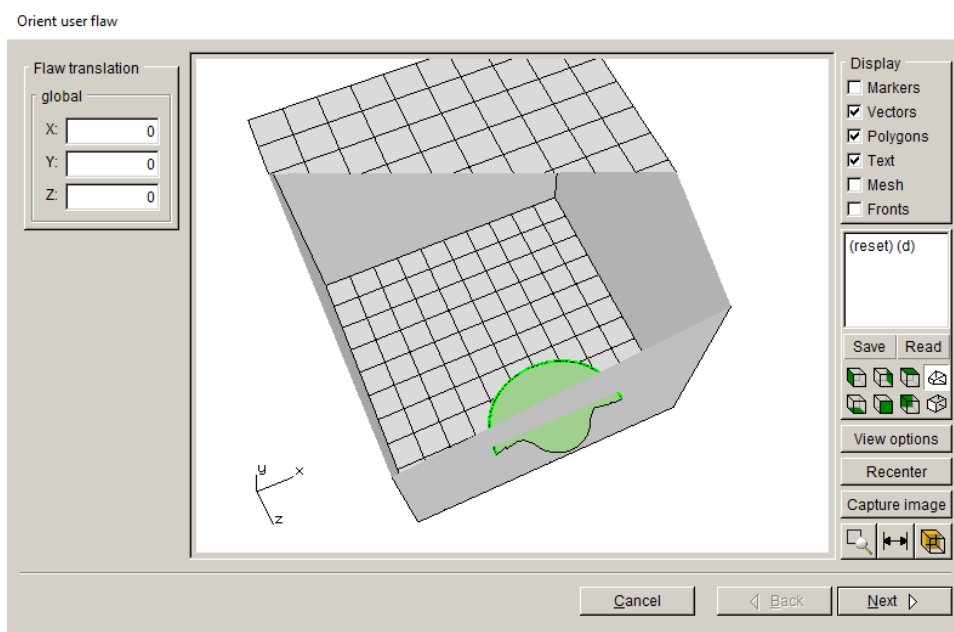 Orient user flaw
Flaw translation
global
X: 0
Y: 0
Z: 0
y
x
z
Display
Markers
Vectors
Polygons
Text
Mesh
Fronts
(reset) (d)
Save Read
View options
Recenter
Capture image
Cancel
Back
Next